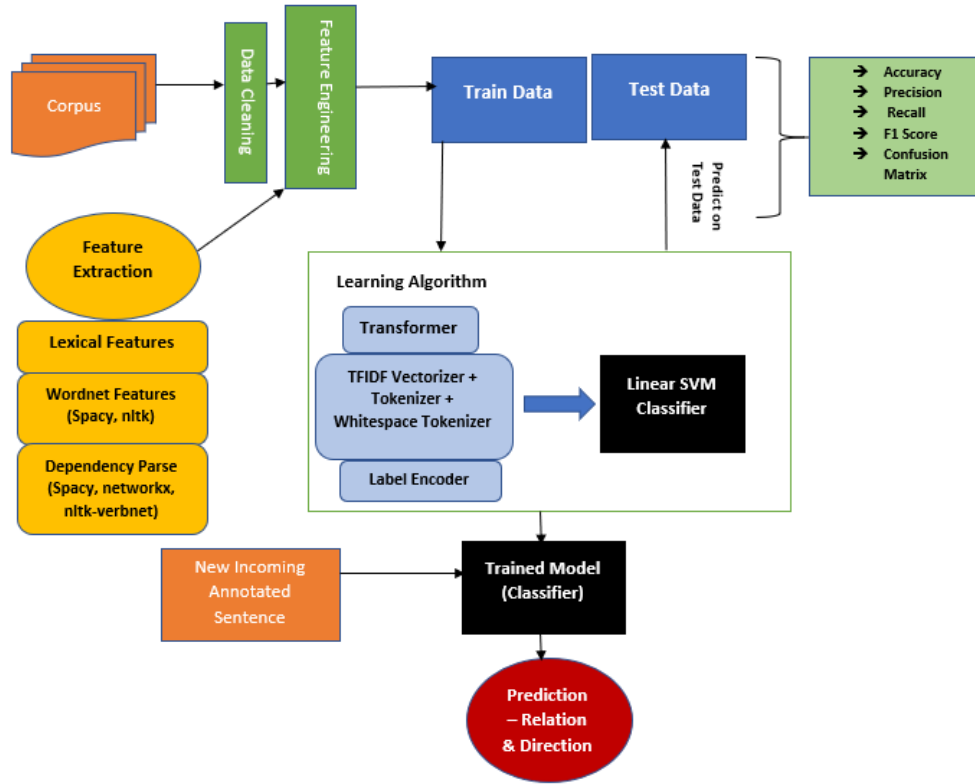 Corpus
Data Cleaning
Feature Engineering
Train Data
Test Data
➔ Accuracy
➔ Precision
➔ Recall
➔ F1 Score
➔ Confusion
Matrix
Predict on
Test Data
Feature
Extraction
Lexical Features
Wordnet Features
(Spacy, nltk)
Dependency Parse
(Spacy, networkx,
nltk-verbnet)
Learning Algorithm
Transformer
TFIDF Vectorizer +
Tokenizer +
Whitespace Tokenizer
Label Encoder
Linear SVM
Classifier
New Incoming
Annotated
Sentence
Trained Model
(Classifier)
Prediction
– Relation
& Direction